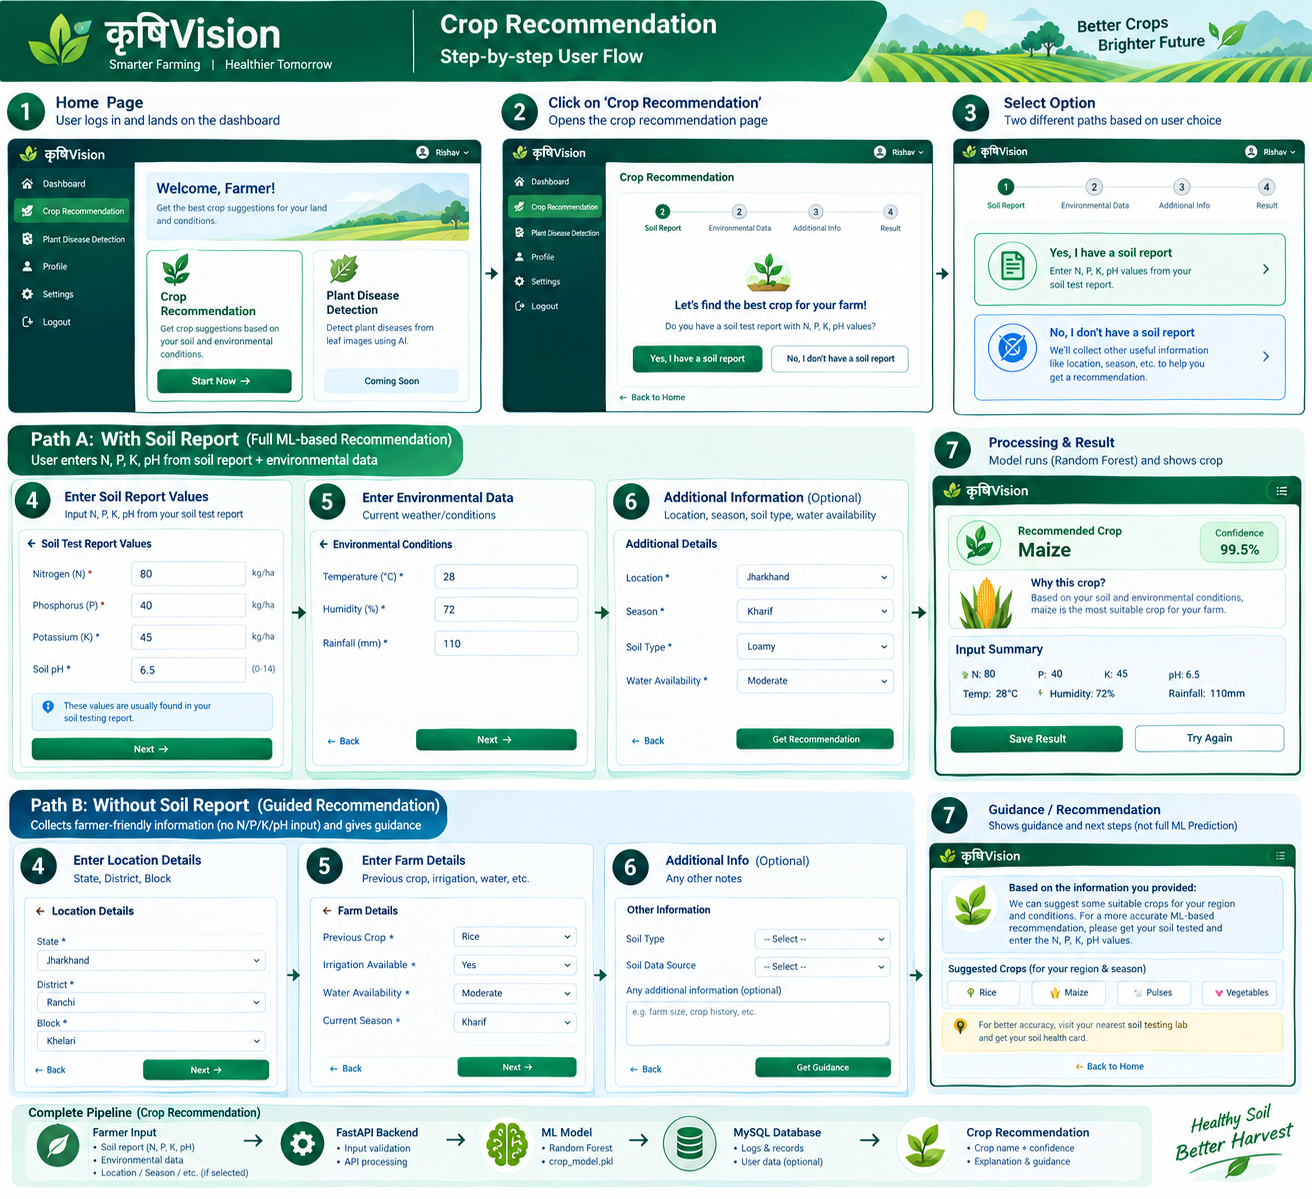 कृषिVision
Smarter Farming | Healthier Tomorrow
Crop Recommendation
Step-by-step User Flow
Better Crops
Brighter Future
1
Home Page
User logs in and lands on the dashboard
कृषिVision
Rishav
Dashboard
Crop Recommendation
Plant Disease Detection
Profile
Settings
Logout
Welcome, Farmer!
Get the best crop suggestions for your land
and conditions.
Crop
Recommendation
Get crop suggestions based on
your soil and environmental
conditions.
Start Now →
Plant Disease
Detection
Detect plant diseases from
leaf images using AI.
Coming Soon
2
Click on ‘Crop Recommendation’
Opens the crop recommendation page
कृषिVision
Rishav
Dashboard
Crop Recommendation
Plant Disease Detection
Profile
Settings
Logout
Crop Recommendation
2 2 3 4
Soil Report Environmental Data Additional Info Result
Let's find the best crop for your farm!
Do you have a soil test report with N, P, K, pH values?
Yes, I have a soil report
No, I don't have a soil report
← Back to Home
3
Select Option
Two different paths based on user choice
कृषिVision
Rishav
1 2 3 4
Soil Report Environmental Data Additional Info Result
Yes, I have a soil report
Enter N, P, K, pH values from your
soil test report.
No, I don't have a soil report
We'll collect other useful information
like location, season, etc. to help you
get a recommendation.
Path A: With Soil Report (Full ML-based Recommendation)
User enters N, P, K, pH from soil report + environmental data
4
Enter Soil Report Values
Input N, P, K, pH from your soil test report
← Soil Test Report Values
Nitrogen (N) * 80 kg/ha
Phosphorus (P) * 40 kg/ha
Potassium (K) * 45 kg/ha
Soil pH * 6.5 (0-14)
These values are usually found in your
soil testing report.
Next →
5
Enter Environmental Data
Current weather/conditions
← Environmental Conditions
Temperature (°C) * 28
Humidity (%) * 72
Rainfall (mm) * 110
← Back
Next →
6
Additional Information (Optional)
Location, season, soil type, water availability
Additional Details
Location * Jharkhand
Season * Kharif
Soil Type * Loamy
Water Availability * Moderate
← Back
Get Recommendation
7
Processing & Result
Model runs (Random Forest) and shows crop
कृषिVision
Recommended Crop
Maize
Confidence
99.5%
Why this crop?
Based on your soil and environmental conditions,
maize is the most suitable crop for your farm.
Input Summary
N: 80 P: 40 K: 45 pH: 6.5
Temp: 28°C Humidity: 72% Rainfall: 110mm
Save Result
Try Again
Path B: Without Soil Report (Guided Recommendation)
Collects farmer-friendly information (no N/P/K/pH input) and gives guidance
4
Enter Location Details
State, District, Block
← Location Details
State *
Jharkhand
District *
Ranchi
Block *
Khelari
← Back
Next →
5
Enter Farm Details
Previous crop, irrigation, water, etc.
← Farm Details
Previous Crop * Rice
Irrigation Available * Yes
Water Availability * Moderate
Current Season * Kharif
← Back
Next →
6
Additional Info (Optional)
Any other notes
Other Information
Soil Type -- Select --
Soil Data Source -- Select --
Any additional information (optional)
e.g. farm size, crop history, etc.
← Back
Get Guidance
7
Guidance / Recommendation
Shows guidance and next steps (not full ML Prediction)
कृषिVision
Based on the information you provided:
We can suggest some suitable crops for your region
and conditions. For a more accurate ML-based
recommendation, please get your soil tested and
enter the N, P, K, pH values.
Suggested Crops (for your region & season)
Rice Maize Pulses Vegetables
For better accuracy, visit your nearest soil testing lab
and get your soil health card.
← Back to Home
Complete Pipeline (Crop Recommendation)
Farmer Input
• Soil report (N, P, K, pH)
• Environmental data
• Location / Season / etc. (if selected)
FastAPI Backend
• Input validation
• API processing
ML Model
• Random Forest
• crop_model.pkl
MySQL Database
• Logs & records
• User data (optional)
Crop Recommendation
• Crop name + confidence
• Explanation & guidance
Healthy Soil
Better Harvest